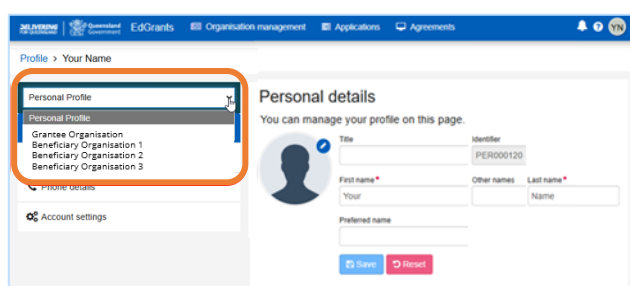 DELIVERING FOR QUEENSLAND Queensland Government EdGrants Organisation management Applications Agreements YN
Profile > Your Name
Personal Profile
Personal Profile
Grantee Organisation
Beneficiary Organisation 1
Beneficiary Organisation 2
Beneficiary Organisation 3
Phone details
Account settings
Personal details
You can manage your profile on this page.
Title Identifier
PER000120
First name* Other names Last name*
Your Name
Preferred name
Save Reset